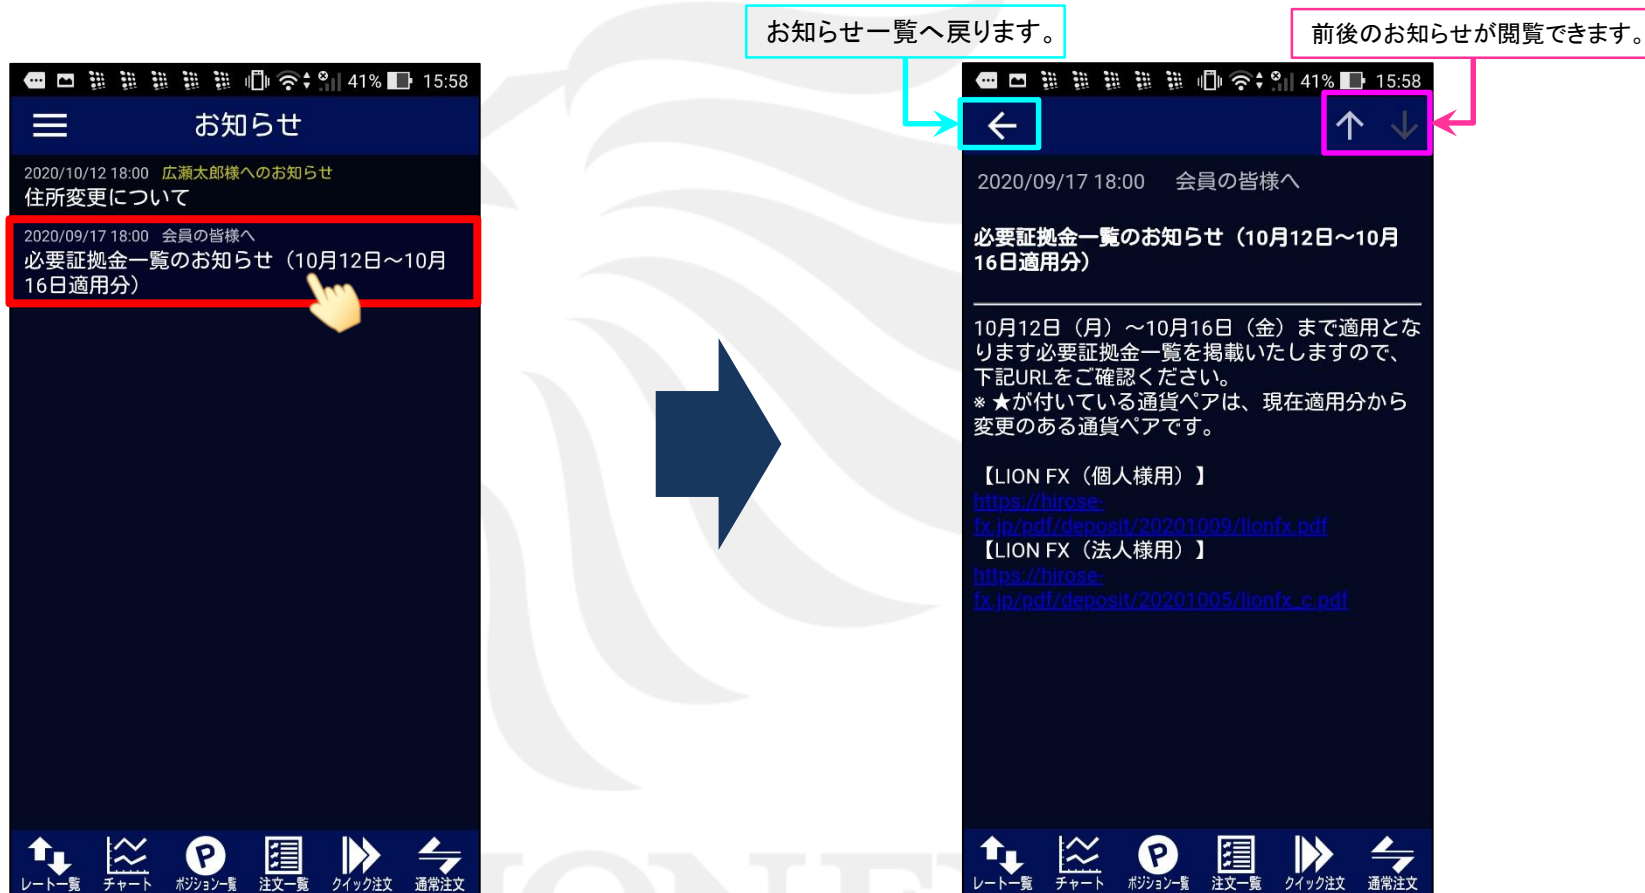 お知らせ一覧へ戻ります。
前後のお知らせが閲覧できます。
41% 15:58
お知らせ
2020/10/12 18:00 広瀬太郎様へのお知らせ
住所変更について
2020/09/17 18:00 会員の皆様へ
必要証拠金一覧のお知らせ（10月12日～10月
16日適用分）
レート一覧 チャート ポジション一覧 注文一覧 クイック注文 通常注文
41% 15:58
2020/09/17 18:00 会員の皆様へ
必要証拠金一覧のお知らせ（10月12日～10月
16日適用分）
10月12日（月）～10月16日（金）まで適用とな
ります必要証拠金一覧を掲載いたしますので、
下記URLをご確認ください。
※ ★が付いている通貨ペアは、現在適用分から
変更のある通貨ペアです。
【LION FX（個人様用）】
https://hirose-
fx.jp/pdf/deposit/20201009/lionfx.pdf
【LION FX（法人様用）】
https://hirose-
fx.jp/pdf/deposit/20201005/lionfx_c.pdf
レート一覧 チャート ポジション一覧 注文一覧 クイック注文 通常注文